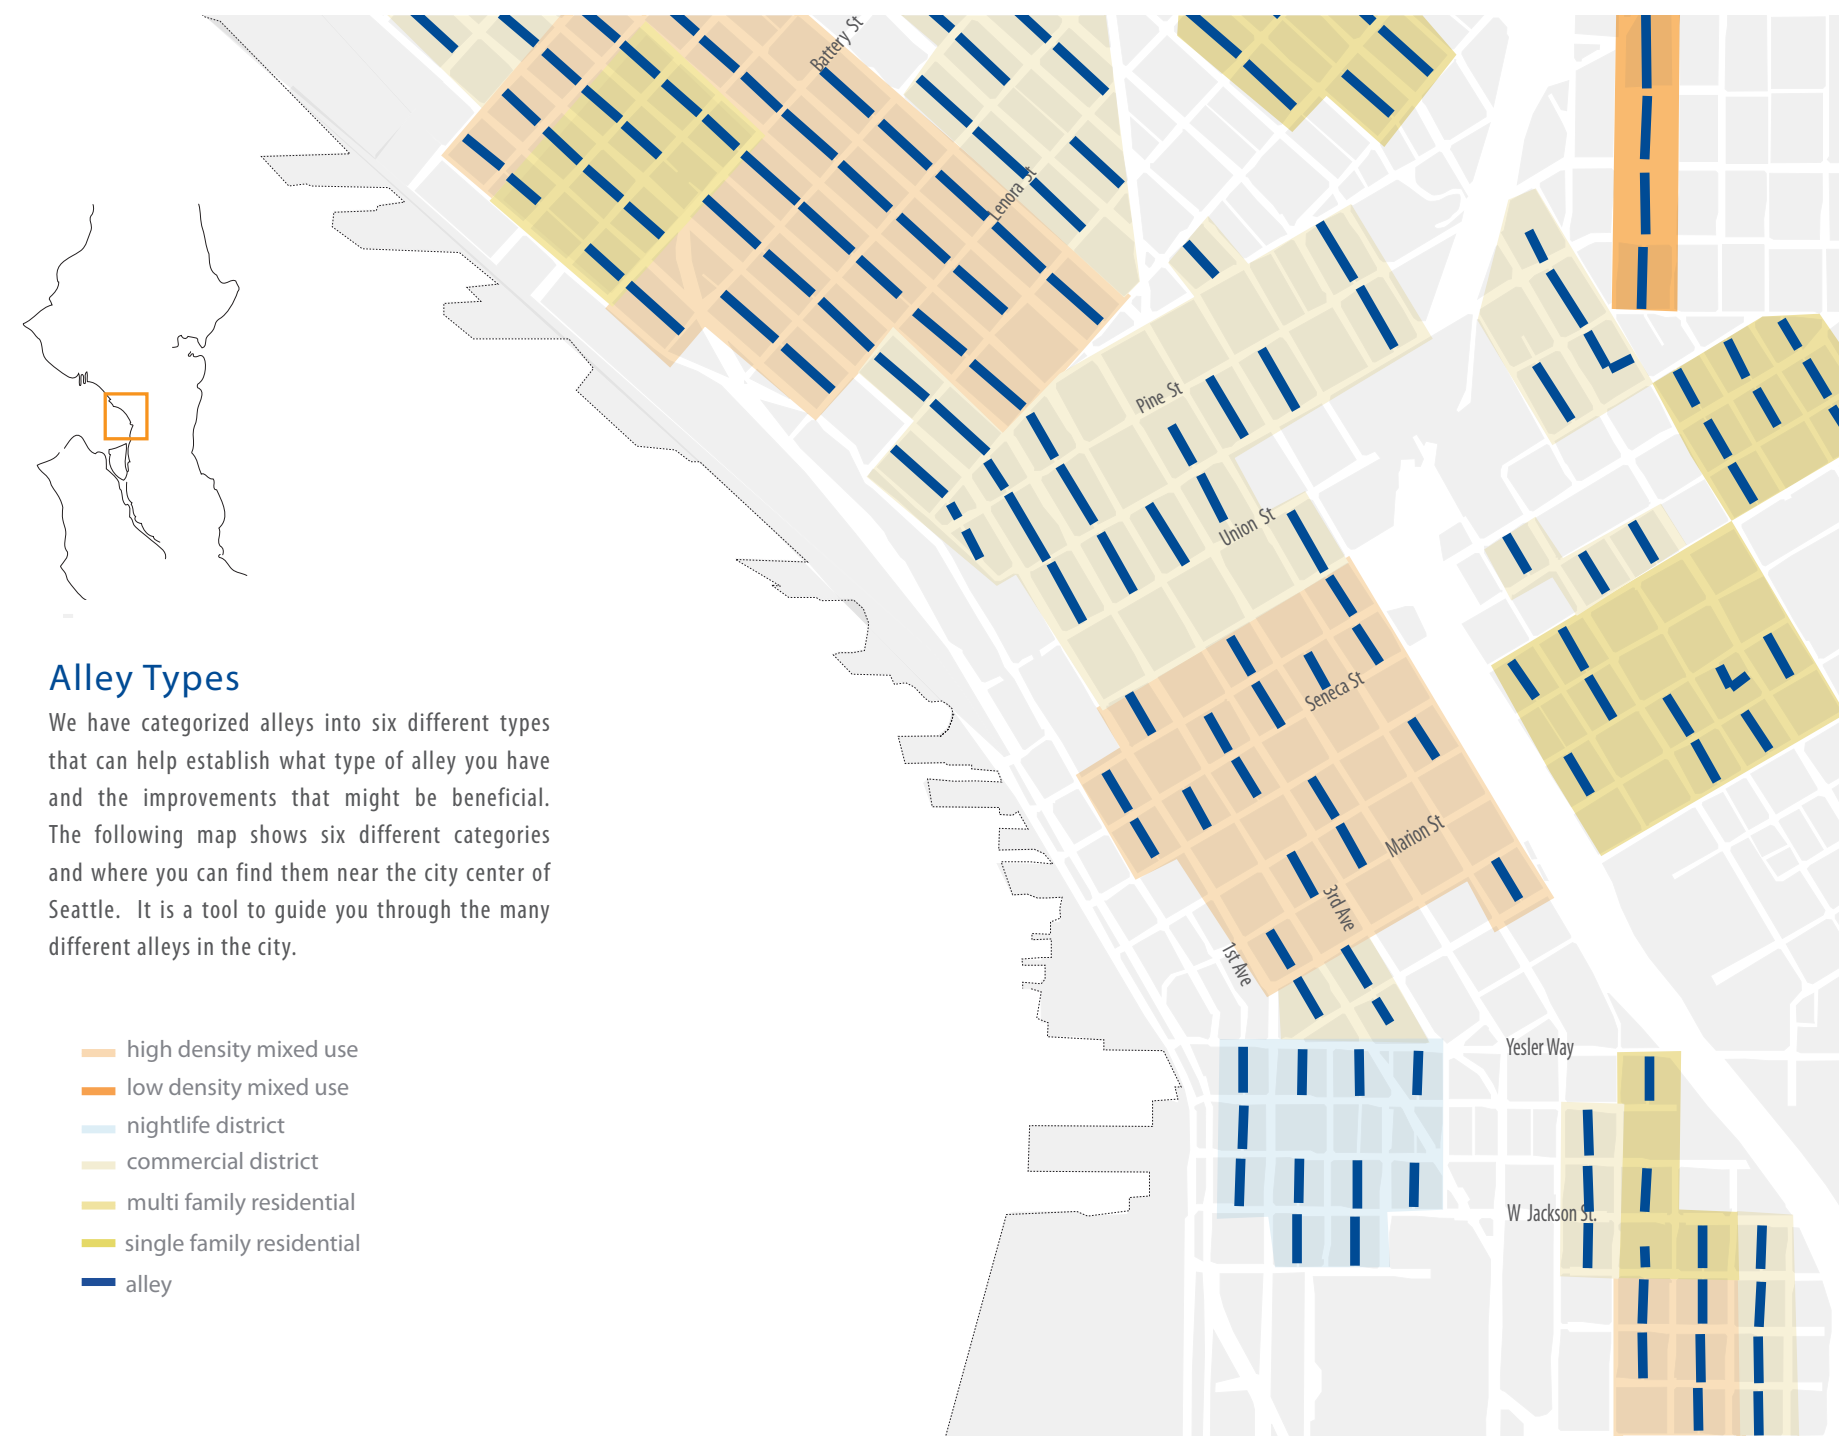 Battery St
Lenora St
Pine St
Union St
Seneca St
Marion St
3rd Ave
1st Ave
Yesler Way
W Jackson St.
Alley Types
We have categorized alleys into six different types
that can help establish what type of alley you have
and the improvements that might be beneficial.
The following map shows six different categories
and where you can find them near the city center of
Seattle. It is a tool to guide you through the many
different alleys in the city.
high density mixed use
low density mixed use
nightlife district
commercial district
multi family residential
single family residential
alley